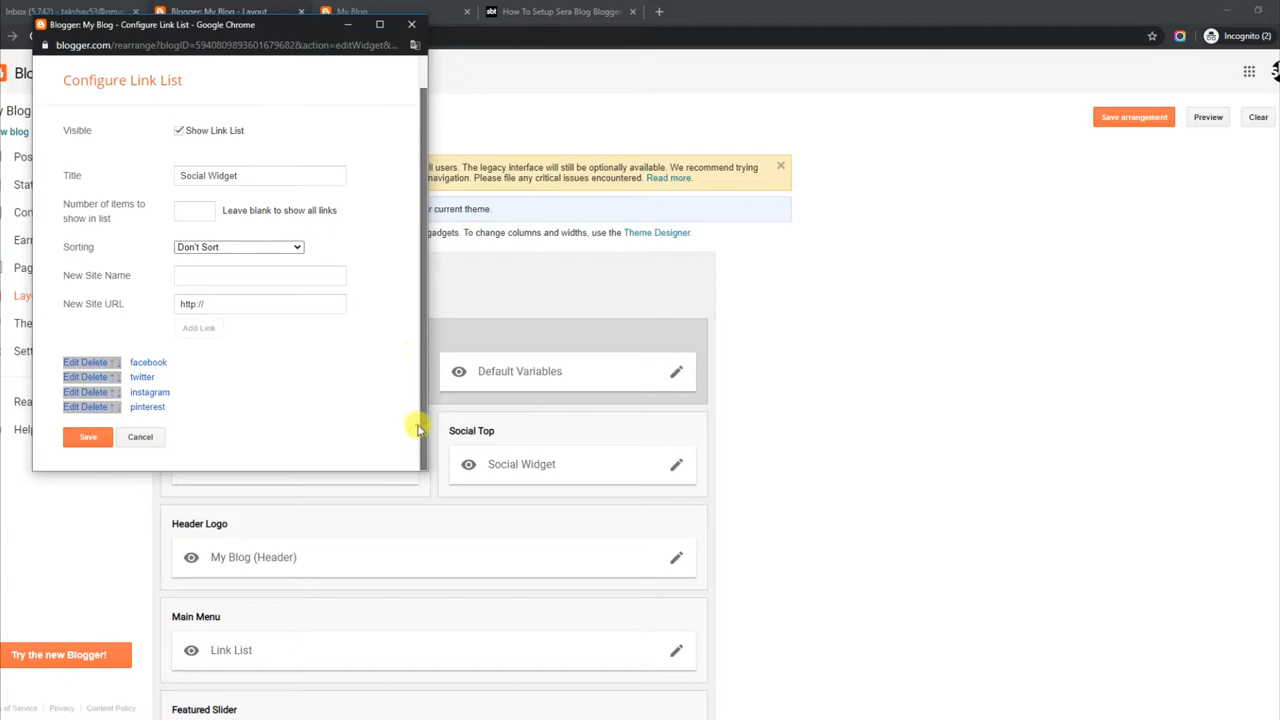 Inbox (5,742) - takshay53@gmail
Blogger: My Blog - Layout
My Blog
How To Setup Sera Blog Blogger
Blogger: My Blog - Configure Link List - Google Chrome
blogger.com/rearrange?blogID=5940809893601679682&action=editWidget&...
Incognito (2)
Configure Link List
Visible
Show Link List
Title
Social Widget
Number of items to
show in list
Leave blank to show all links
Sorting
Don't Sort
New Site Name
New Site URL
http://
Add Link
Edit Delete ↑ ↓ facebook
Edit Delete ↑ ↓ twitter
Edit Delete ↑ ↓ instagram
Edit Delete ↑ ↓ pinterest
Save
Cancel
My Blog
w blog
Pos
Stat
Con
Earn
Pag
Lay
The
Sett
Rea
Help
Try the new Blogger!
s of Service | Privacy | Content Policy
Save arrangement
Preview
Clear
ll users. The legacy interface will still be optionally available. We recommend trying
navigation. Please file any critical issues encountered. Read more.
r current theme.
gadgets. To change columns and widths, use the Theme Designer.
Default Variables
Social Top
Social Widget
Header Logo
My Blog (Header)
Main Menu
Link List
Featured Slider